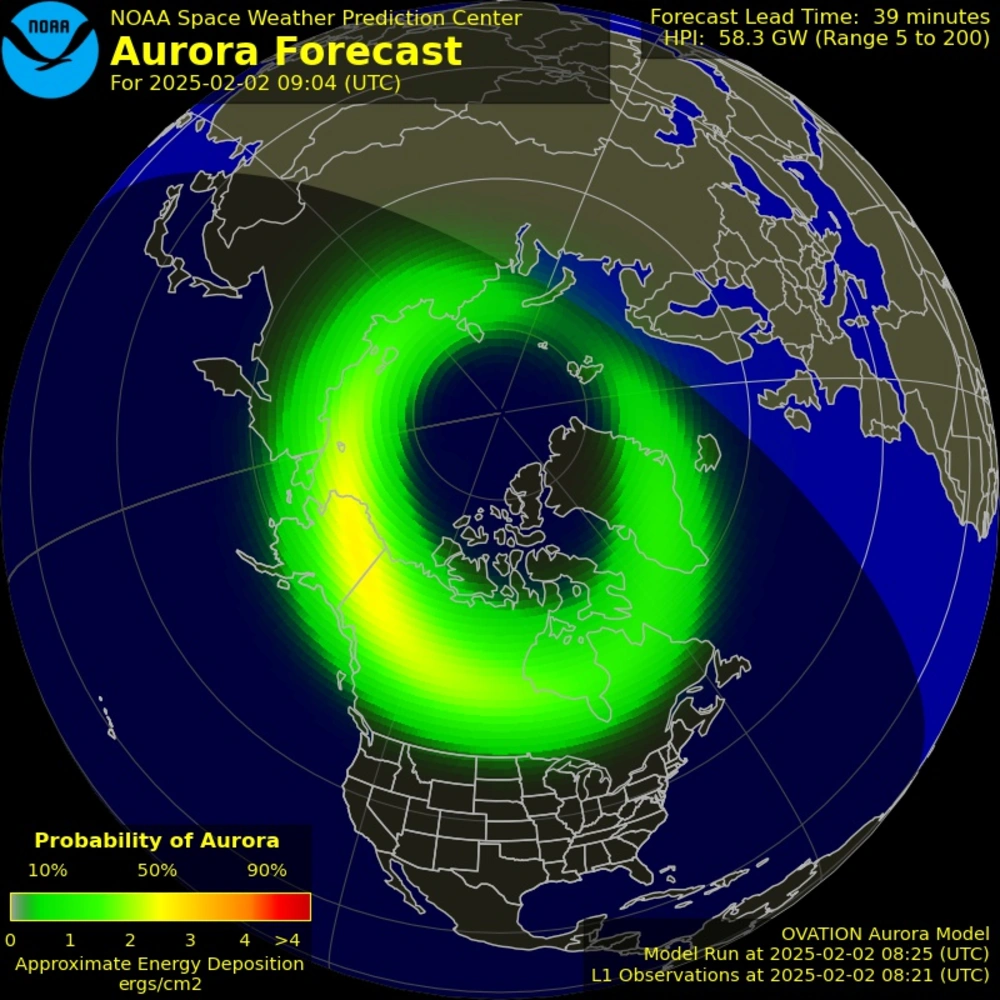 NOAA
NOAA Space Weather Prediction Center
Aurora Forecast
For 2025-02-02 09:04 (UTC)
Forecast Lead Time: 39 minutes
HPI: 58.3 GW (Range 5 to 200)
Probability of Aurora
10% 50% 90%
0 1 2 3 4 >4
Approximate Energy Deposition
ergs/cm2
OVATION Aurora Model
Model Run at 2025-02-02 08:25 (UTC)
L1 Observations at 2025-02-02 08:21 (UTC)